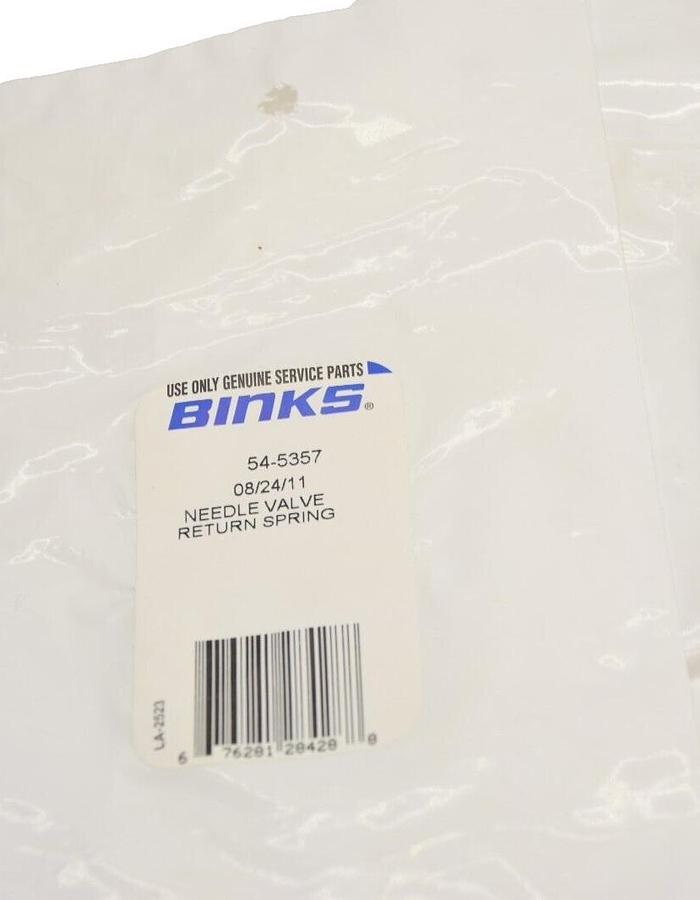 USE ONLY GENUINE SERVICE PARTS
BINKS®
54-5357
08/24/11
NEEDLE VALVE
RETURN SPRING
LA-2523
6 76281 28428 8